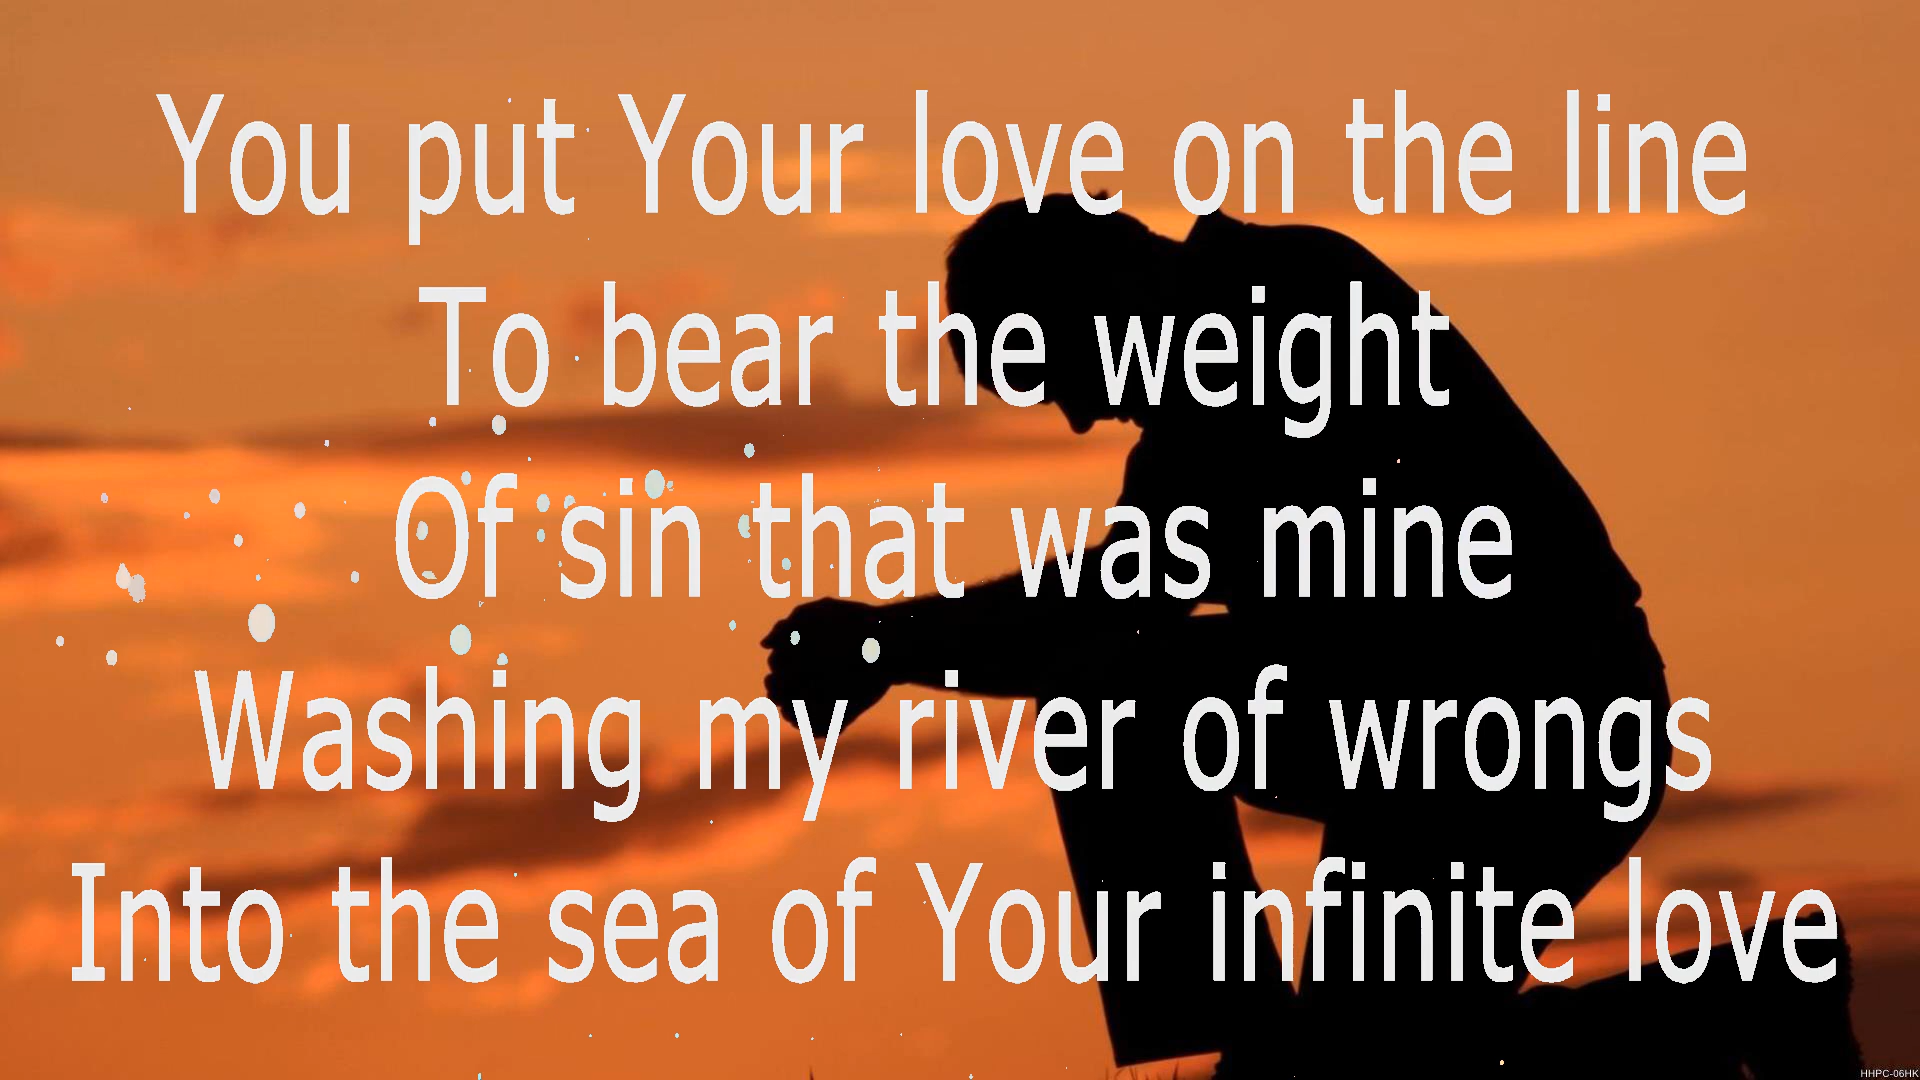 You put Your love on the line
To bear the weight
Of sin that was mine
Washing my river of wrongs
Into the sea of Your infinite love
HHPC-06HK